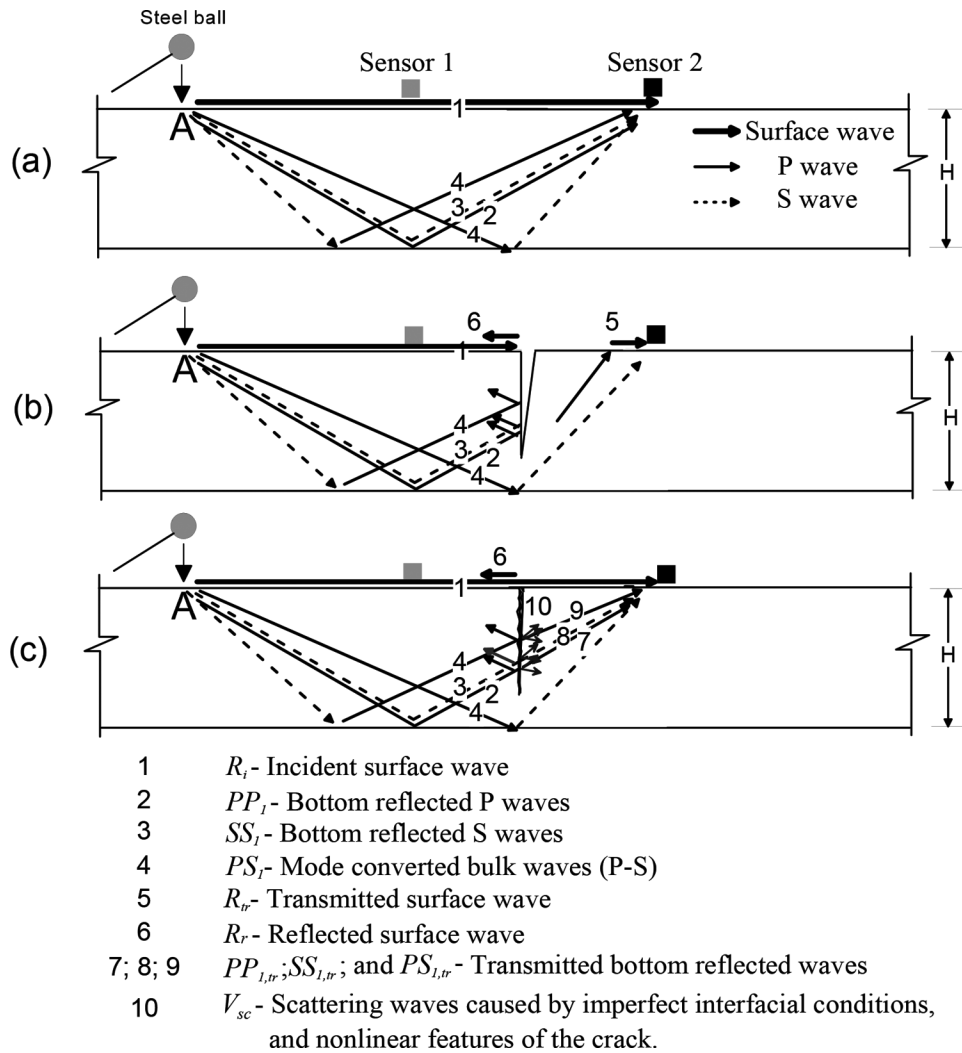 Steel ball
Sensor 1
Sensor 2
1
A
Surface wave
(a)
P wave
H
4
S wave
3
2
4
6
5
1
A
(b)
H
4
3
2
4
6
1
A
10
9
(c)
8
7
H
4
3
2
4
1 R_i - Incident surface wave
2 PP_1 - Bottom reflected P waves
3 SS_1 - Bottom reflected S waves
4 PS_1 - Mode converted bulk waves (P-S)
5 R_tr - Transmitted surface wave
6 R_r - Reflected surface wave
7; 8; 9 PP_1,tr ; SS_1,tr ; and PS_1,tr - Transmitted bottom reflected waves
10 V_sc - Scattering waves caused by imperfect interfacial conditions,
and nonlinear features of the crack.